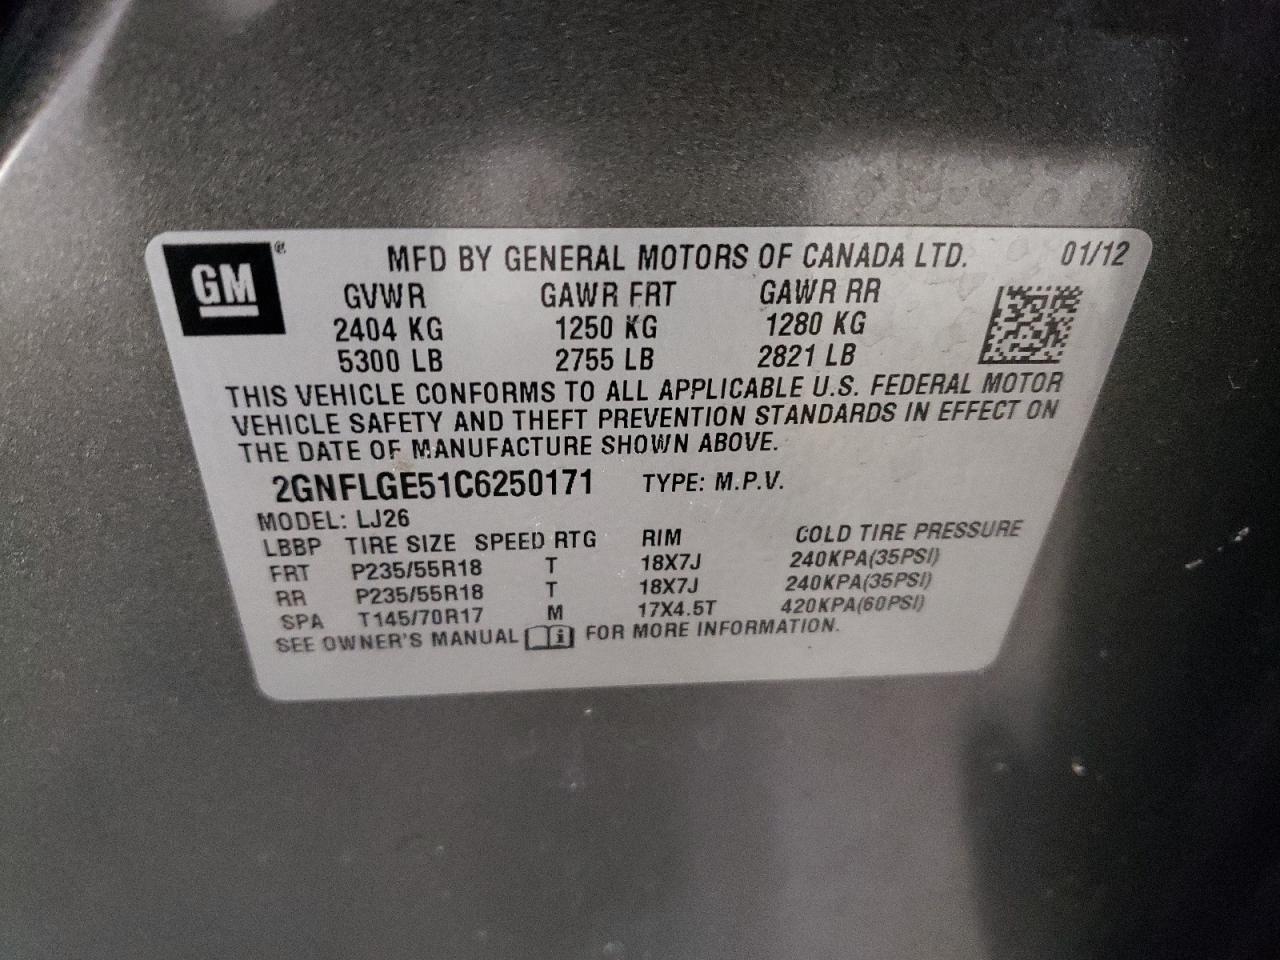 GM ® MFD BY GENERAL MOTORS OF CANADA LTD. 01/12
GVWR GAWR FRT GAWR RR
2404 KG 1250 KG 1280 KG
5300 LB 2755 LB 2821 LB
THIS VEHICLE CONFORMS TO ALL APPLICABLE U.S. FEDERAL MOTOR
VEHICLE SAFETY AND THEFT PREVENTION STANDARDS IN EFFECT ON
THE DATE OF MANUFACTURE SHOWN ABOVE.
2GNFLGE51C6250171 TYPE: M.P.V.
MODEL: LJ26
LBBP TIRE SIZE SPEED RTG RIM COLD TIRE PRESSURE
FRT P235/55R18 T 18X7J 240KPA(35PSI)
RR P235/55R18 T 18X7J 240KPA(35PSI)
SPA T145/70R17 M 17X4.5T 420KPA(60PSI)
SEE OWNER'S MANUAL i FOR MORE INFORMATION.